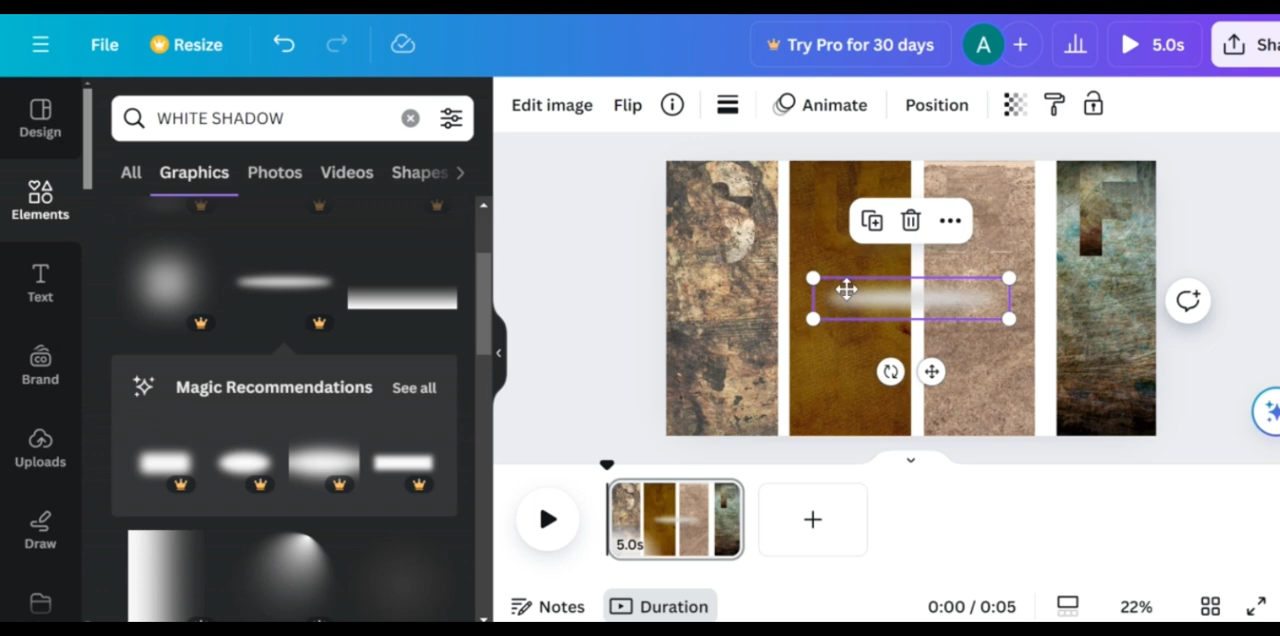 File
Resize
Try Pro for 30 days
A
5.0s
Sha
Design
WHITE SHADOW
Edit image
Flip
Animate
Position
All
Graphics
Photos
Videos
Shapes
Elements
Text
Brand
co
Magic Recommendations
See all
Uploads
Draw
5.0s
Notes
Duration
0:00 / 0:05
22%